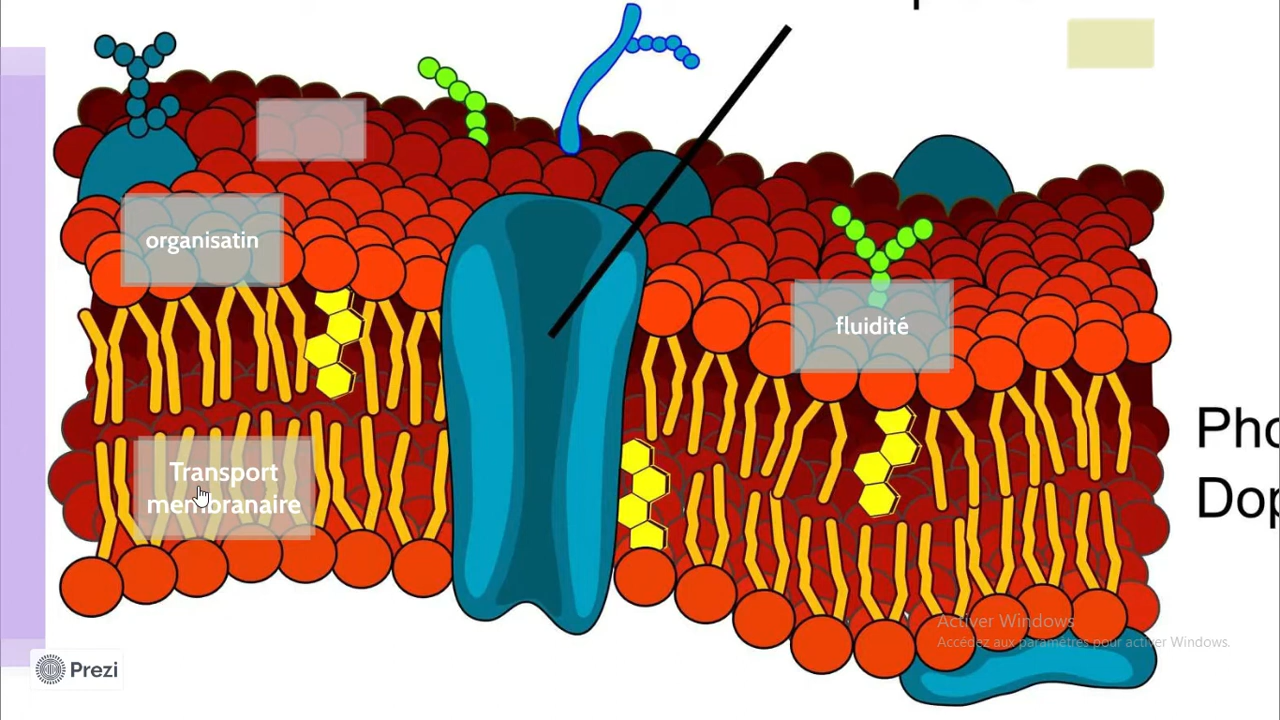 organisatin
fluidité
Transport
membranaire
Pho
Dop
Activer Windows
Accédez aux paramètres pour activer Windows.
Prezi